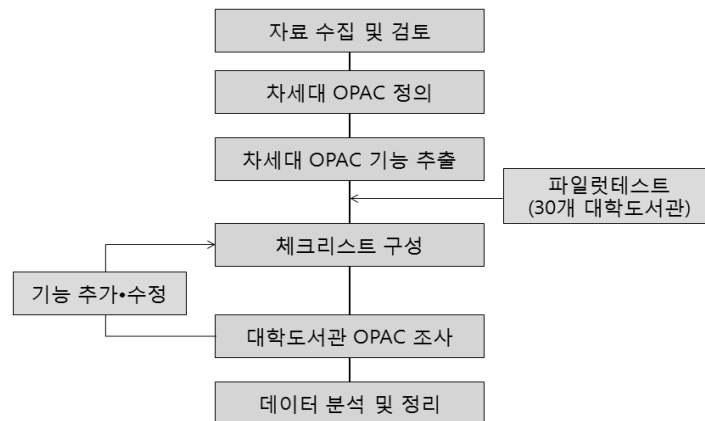 자료 수집 및 검토
차세대 OPAC 정의
차세대 OPAC 기능 추출
파일럿테스트
(30개 대학도서관)
체크리스트 구성
기능 추가•수정
대학도서관 OPAC 조사
데이터 분석 및 정리